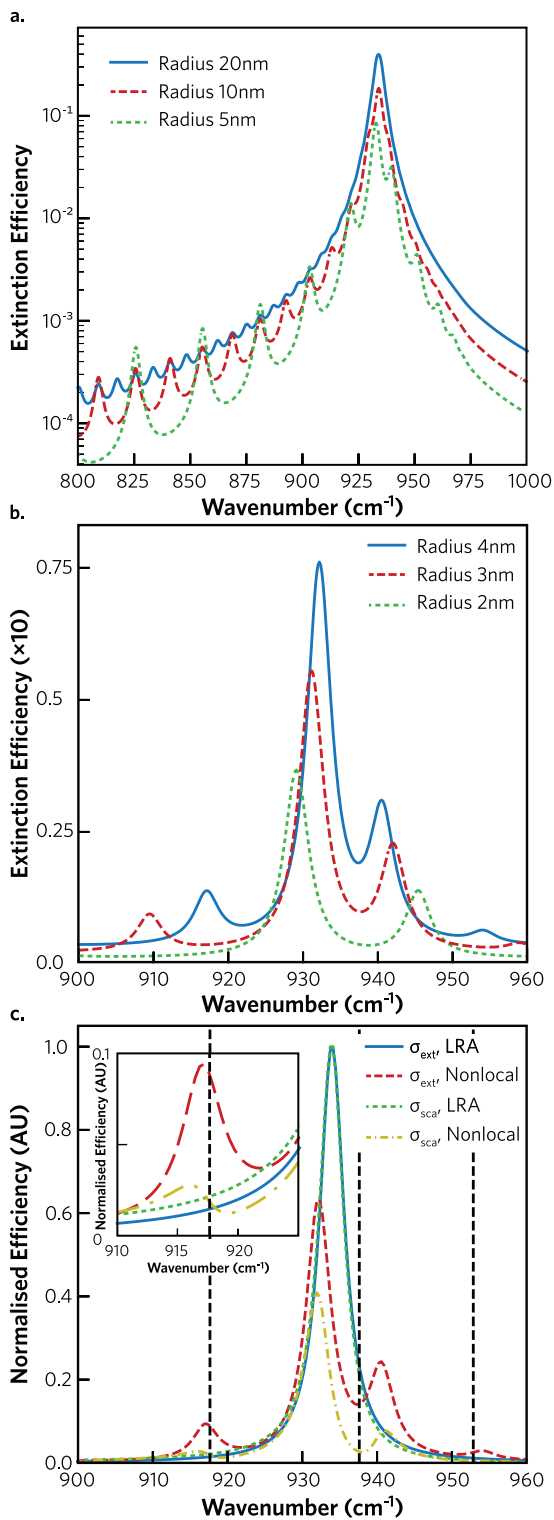 a.
Radius 20nm
Radius 10nm
Radius 5nm
Extinction Efficiency
10⁻¹
10⁻²
10⁻³
10⁻⁴
800 825 850 875 900 925 950 975 1000
Wavenumber (cm⁻¹)
b.
Radius 4nm
Radius 3nm
Radius 2nm
Extinction Efficiency (×10)
0.75
0.5
0.25
0.0
900 910 920 930 940 950 960
Wavenumber (cm⁻¹)
c.
σext, LRA
σext, Nonlocal
σsca, LRA
σsca, Nonlocal
Normalised Efficiency (AU)
1.0
0.8
0.6
0.4
0.2
0.0
Normalised Efficiency (AU)
0.1
0
910 915 920
Wavenumber (cm⁻¹)
900 910 920 930 940 950 960
Wavenumber (cm⁻¹)